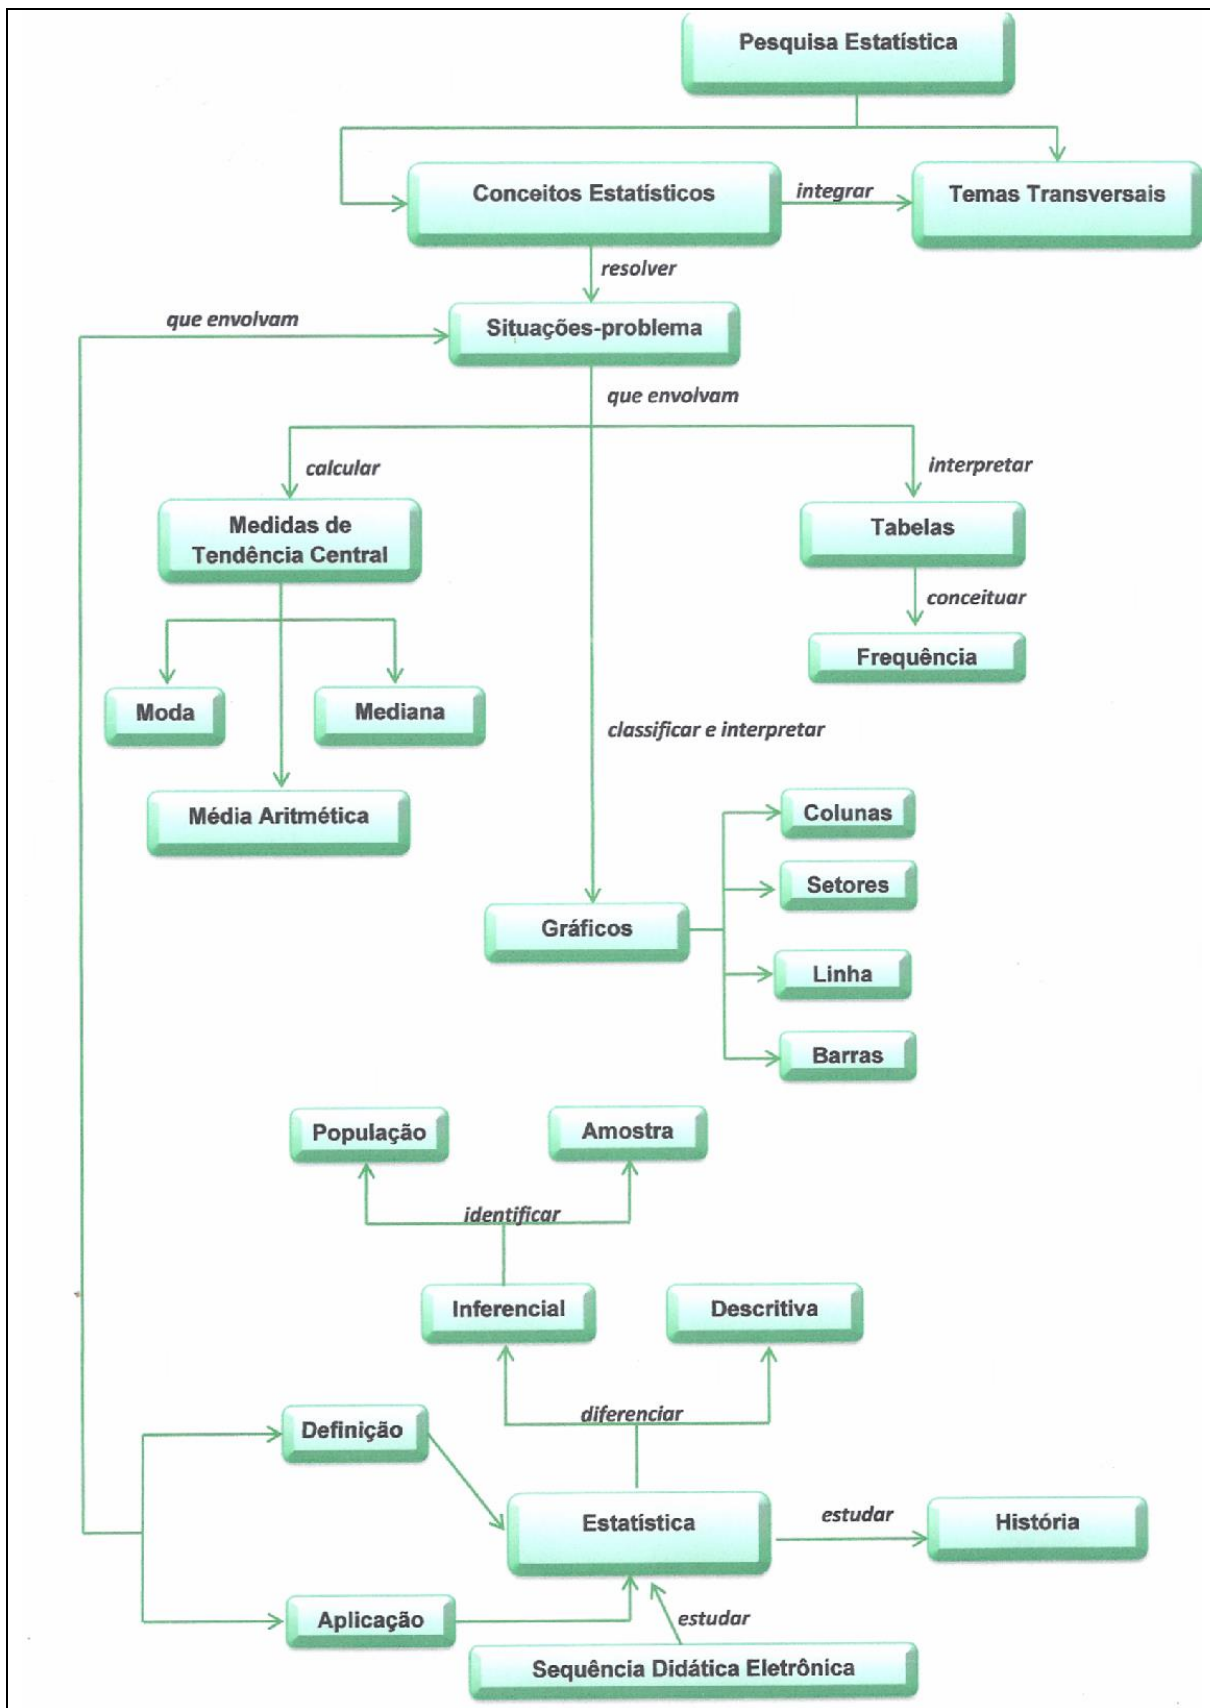 Pesquisa Estatística
Conceitos Estatísticos
integrar
Temas Transversais
resolver
que envolvam
Situações-problema
que envolvam
calcular
interpretar
Medidas de
Tendência Central
Tabelas
conceituar
Frequência
Moda
Mediana
classificar e interpretar
Média Aritmética
Colunas
Setores
Gráficos
Linha
Barras
População
Amostra
identificar
Inferencial
Descritiva
diferenciar
Definição
Estatística
estudar
História
Aplicação
estudar
Sequência Didática Eletrônica